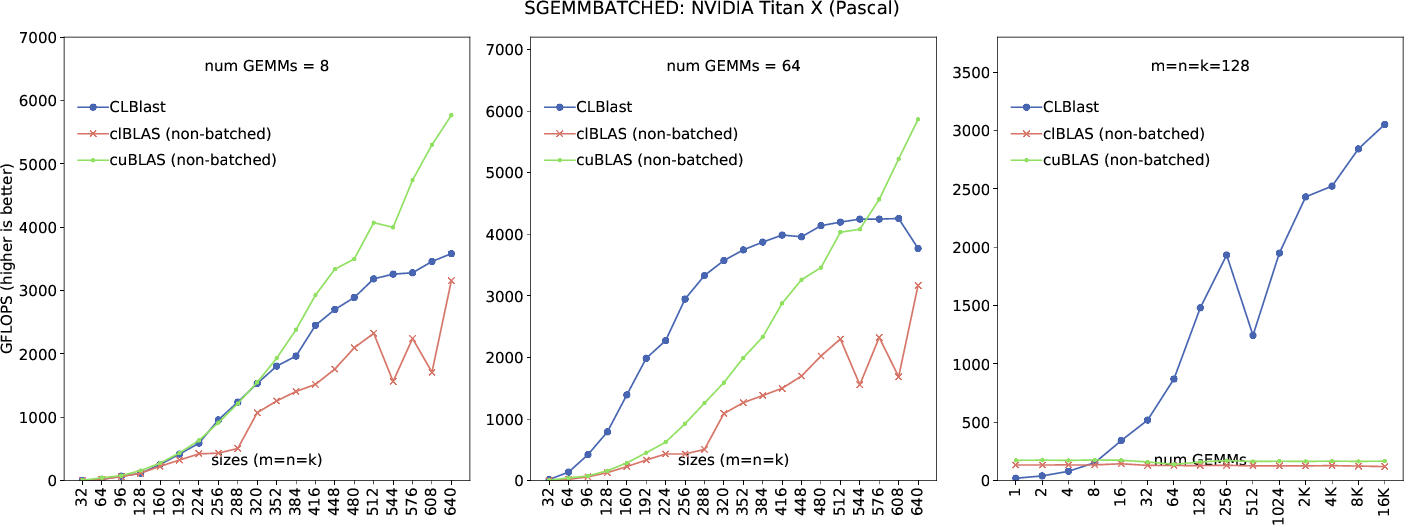 SGEMMBATCHED: NVIDIA Titan X (Pascal)
GFLOPS (higher is better)
7000
6000
5000
4000
3000
2000
1000
0
num GEMMs = 8
CLBlast
clBLAS (non-batched)
cuBLAS (non-batched)
sizes (m=n=k)
32 64 96 128 160 192 224 256 288 320 352 384 416 448 480 512 544 576 608 640
7000
6000
5000
4000
3000
2000
1000
0
num GEMMs = 64
CLBlast
clBLAS (non-batched)
cuBLAS (non-batched)
sizes (m=n=k)
32 64 96 128 160 192 224 256 288 320 352 384 416 448 480 512 544 576 608 640
3500
3000
2500
2000
1500
1000
500
0
m=n=k=128
CLBlast
clBLAS (non-batched)
cuBLAS (non-batched)
num GEMMs
1 2 4 8 16 32 64 128 256 512 1024 2K 4K 8K 16K